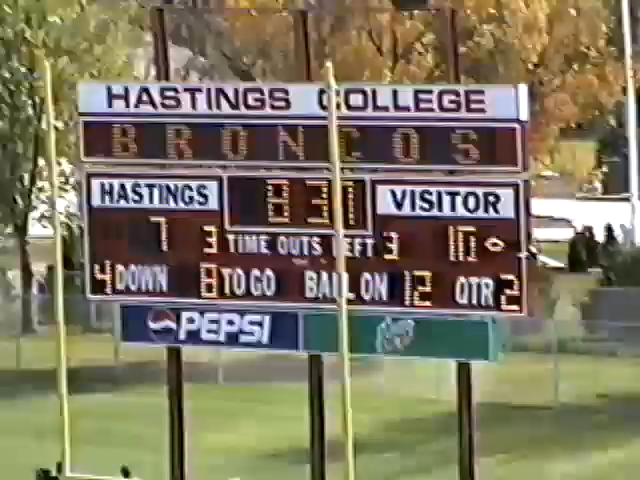 HASTINGS COLLEGE
BRONCOS
HASTINGS VISITOR
7 3 TIME OUTS LEFT 3
4 DOWN 8 TO GO BALL ON 12 QTR 2
PEPSI